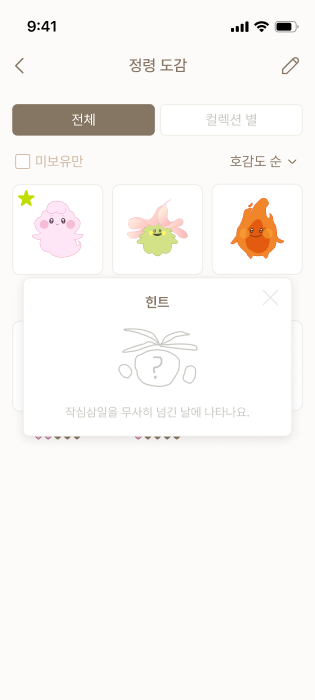 9:41
정령 도감
전체
컬렉션 별
미보유만
호감도 순
힌트
?
작심삼일을 무사히 넘긴 날에 나타나요.